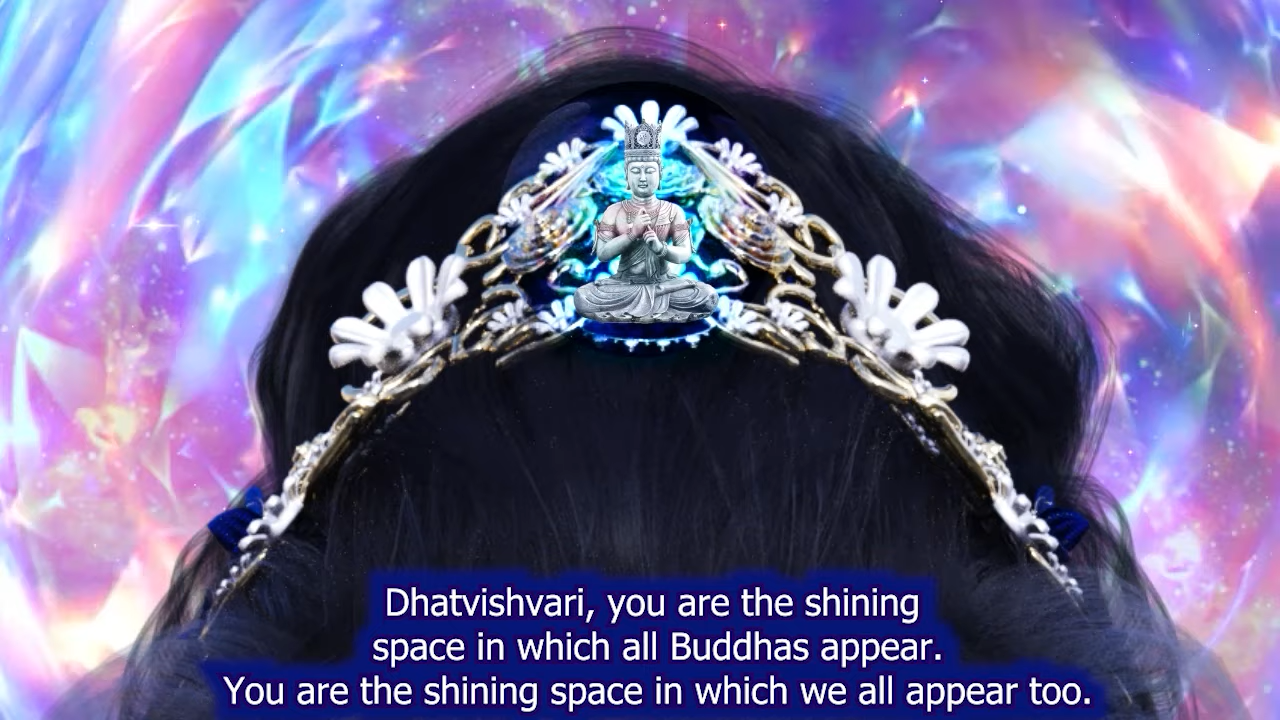 Dhatvishvari, you are the shining
space in which all Buddhas appear.
You are the shining space in which we all appear too.